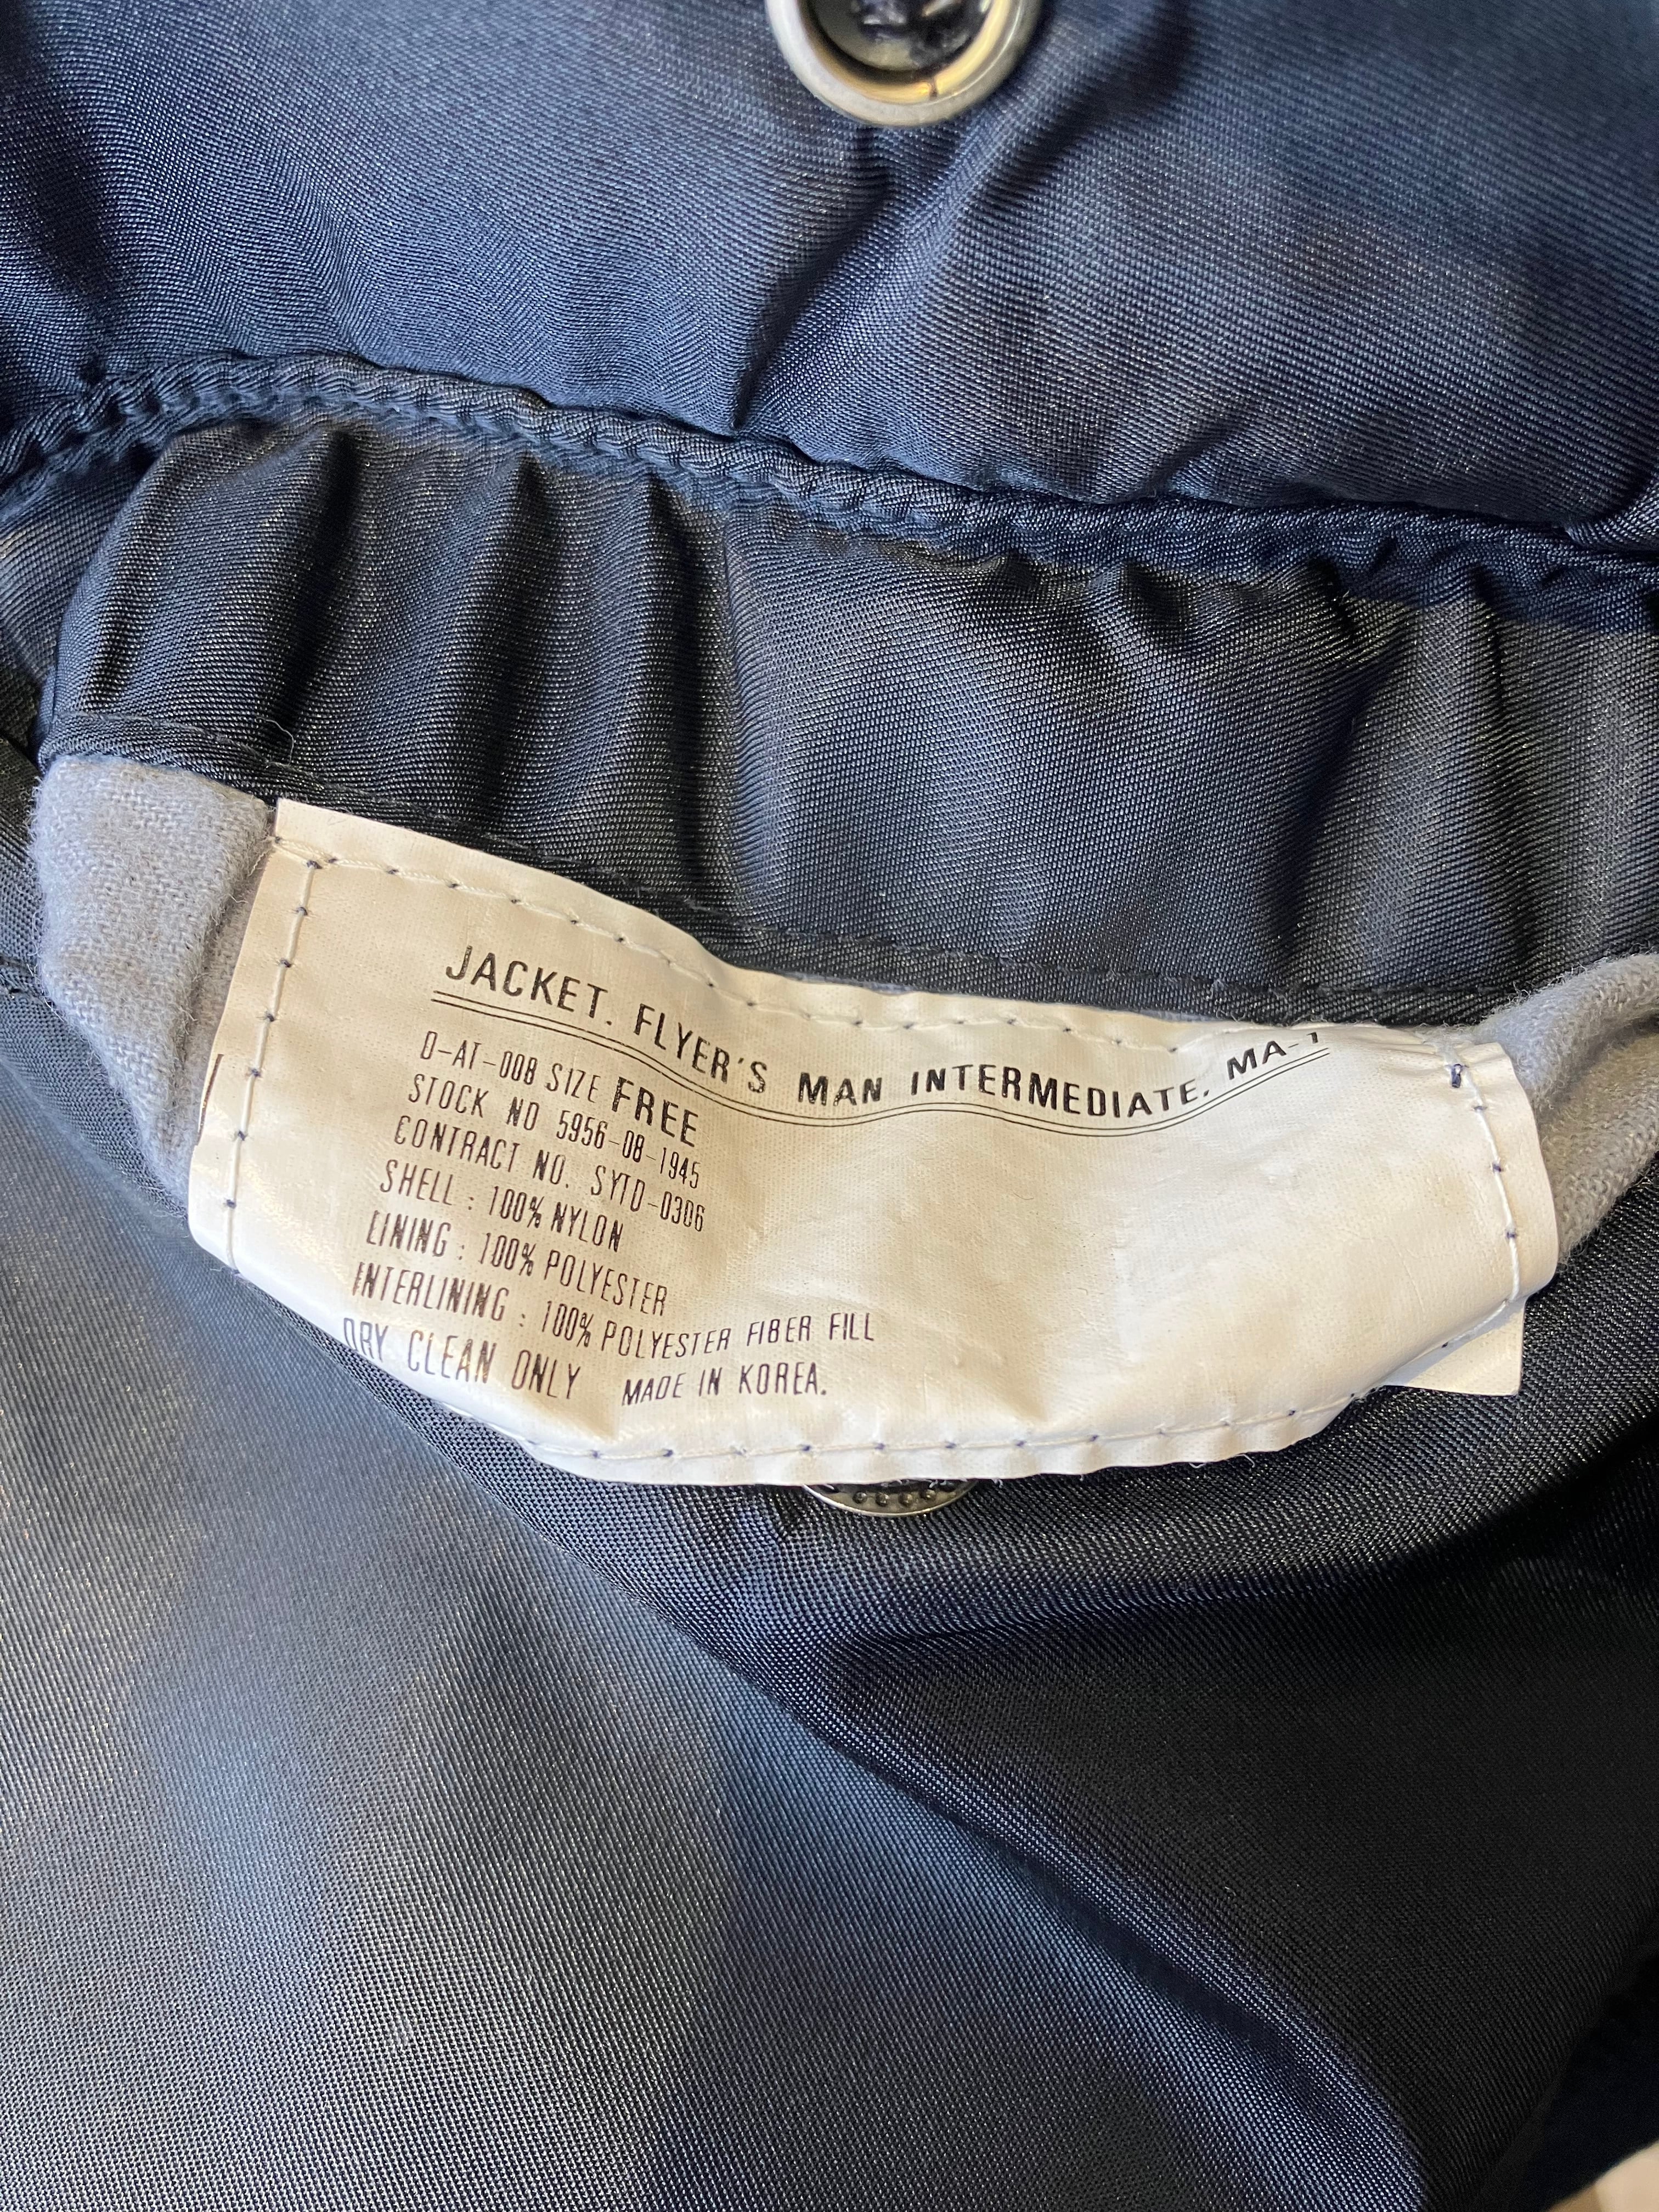 JACKET. FLYER'S MAN INTERMEDIATE. MA-1
D-AT-008 SIZE FREE
STOCK NO 5956-08-1945
CONTRACT NO. SYTD-0306
SHELL : 100% NYLON
LINING : 100% POLYESTER
INTERLINING : 100% POLYESTER FIBER FILL
DRY CLEAN ONLY MADE IN KOREA.